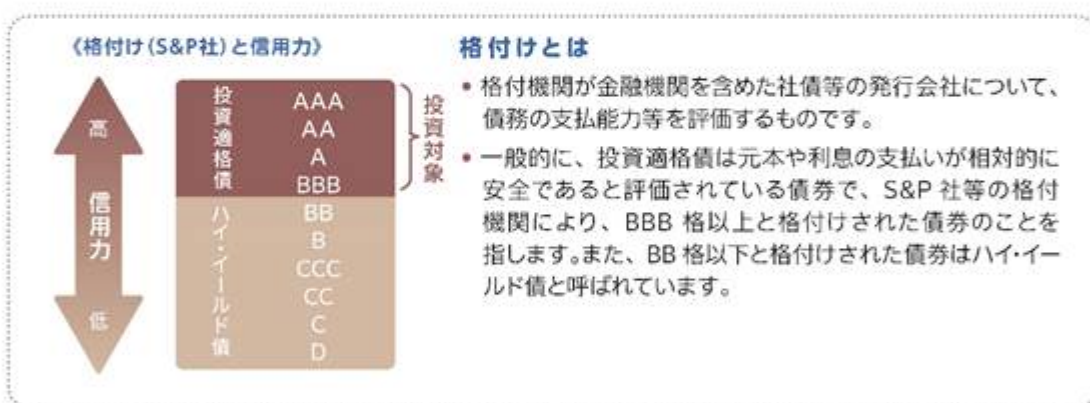 《格付け(S&P社)と信用力》
高
信用力
低
投資適格債
AAA
AA
A
BBB
投資対象
ハイ・イールド債
BB
B
CCC
CC
C
D
格付けとは
• 格付機関が金融機関を含めた社債等の発行会社について、
債務の支払能力等を評価するものです。
• 一般的に、投資適格債は元本や利息の支払いが相対的に
安全であると評価されている債券で、S&P 社等の格付
機関により、BBB 格以上と格付けされた債券のことを
指します。また、BB 格以下と格付けされた債券はハイ・イー
ルド債と呼ばれています。